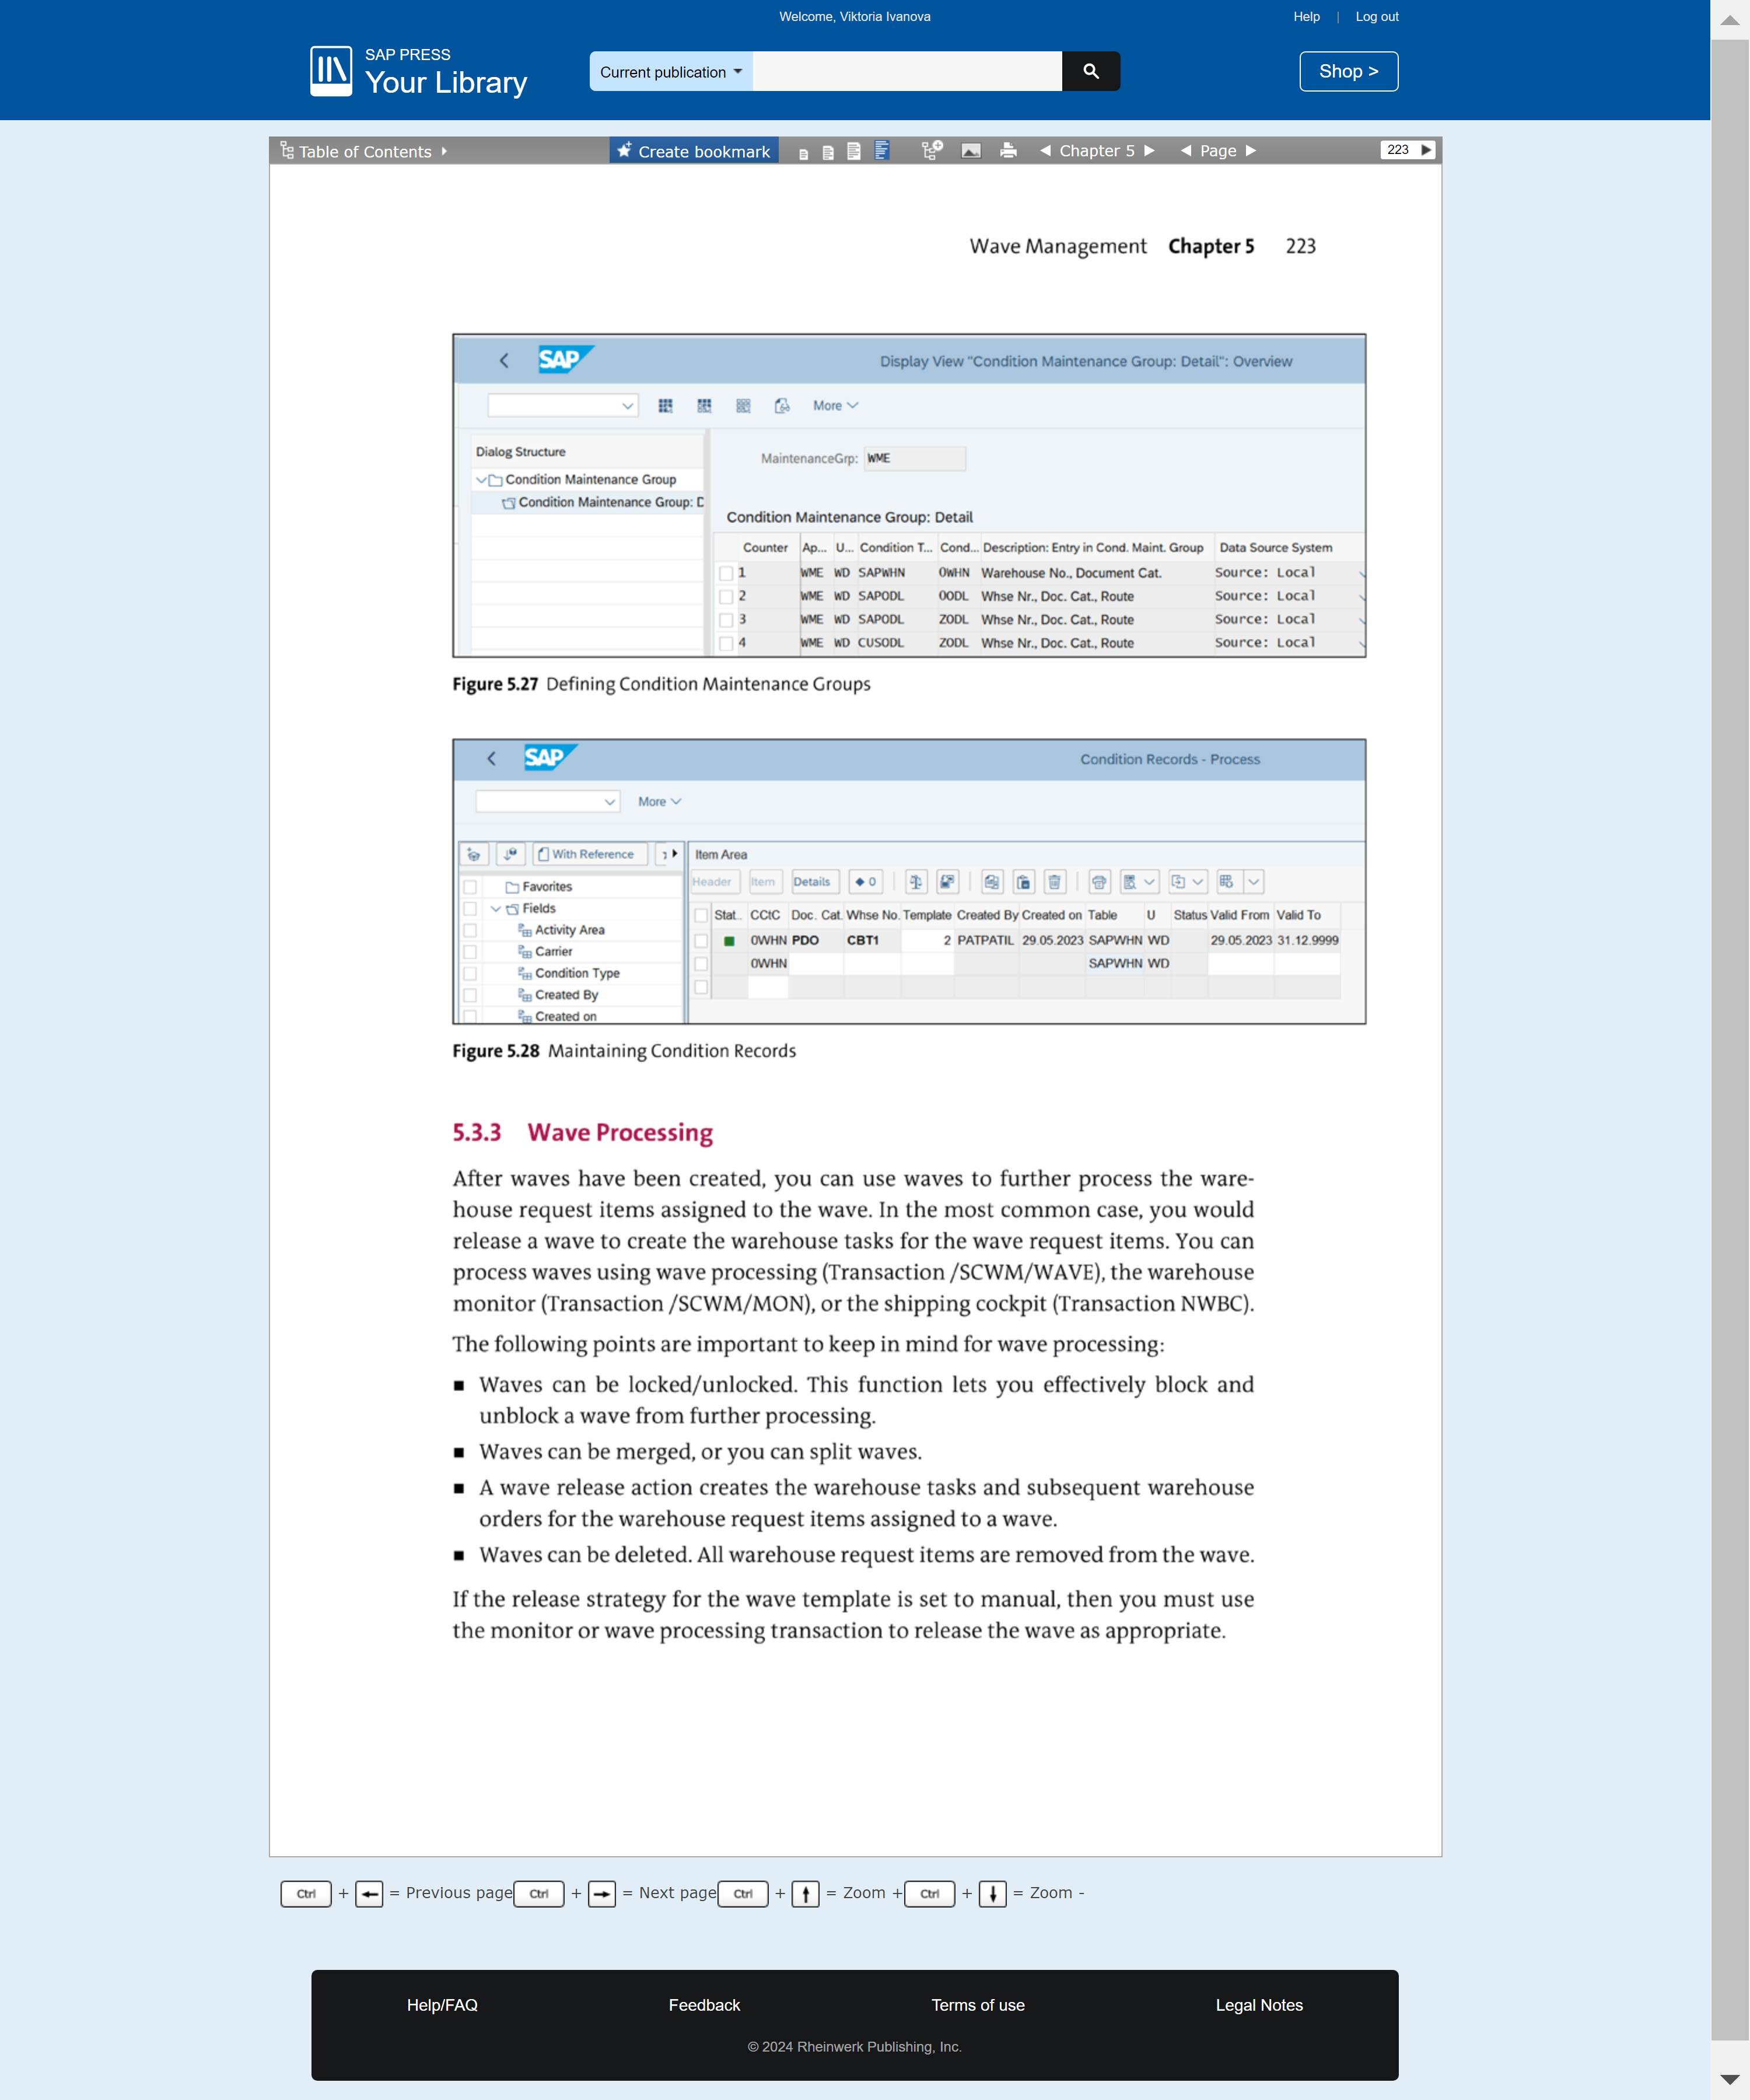 Welcome, Viktoria Ivanova
Help | Log out
SAP PRESS
Your Library
Current publication
Shop >
Table of Contents
Create bookmark
Chapter 5
Page
223
Wave Management Chapter 5 223
SAP
Display View "Condition Maintenance Group: Detail": Overview
More
Dialog Structure
Condition Maintenance Group
Condition Maintenance Group: D
MaintenanceGrp: WME
Condition Maintenance Group: Detail
Counter Ap... U... Condition T... Cond... Description: Entry in Cond. Maint. Group Data Source System
1 WME WD SAPWHN 0WHN Warehouse No., Document Cat. Source: Local
2 WME WD SAPODL 0ODL Whse Nr., Doc. Cat., Route Source: Local
3 WME WD SAPODL ZODL Whse Nr., Doc. Cat., Route Source: Local
4 WME WD CUSODL ZODL Whse Nr., Doc. Cat., Route Source: Local
Figure 5.27 Defining Condition Maintenance Groups
SAP
Condition Records - Process
More
With Reference
Favorites
Fields
Activity Area
Carrier
Condition Type
Created By
Created on
Item Area
Header Item Details 0
Stat.. CCtC Doc. Cat. Whse No. Template Created By Created on Table U Status Valid From Valid To
0WHN PDO CBT1 2 PATPATIL 29.05.2023 SAPWHN WD 29.05.2023 31.12.9999
0WHN SAPWHN WD
Figure 5.28 Maintaining Condition Records
5.3.3 Wave Processing
After waves have been created, you can use waves to further process the ware-
house request items assigned to the wave. In the most common case, you would
release a wave to create the warehouse tasks for the wave request items. You can
process waves using wave processing (Transaction /SCWM/WAVE), the warehouse
monitor (Transaction /SCWM/MON), or the shipping cockpit (Transaction NWBC).
The following points are important to keep in mind for wave processing:
■ Waves can be locked/unlocked. This function lets you effectively block and
unblock a wave from further processing.
■ Waves can be merged, or you can split waves.
■ A wave release action creates the warehouse tasks and subsequent warehouse
orders for the warehouse request items assigned to a wave.
■ Waves can be deleted. All warehouse request items are removed from the wave.
If the release strategy for the wave template is set to manual, then you must use
the monitor or wave processing transaction to release the wave as appropriate.
Ctrl + ← = Previous page Ctrl + → = Next page Ctrl + ↑ = Zoom + Ctrl + ↓ = Zoom -
Help/FAQ Feedback Terms of use Legal Notes
© 2024 Rheinwerk Publishing, Inc.